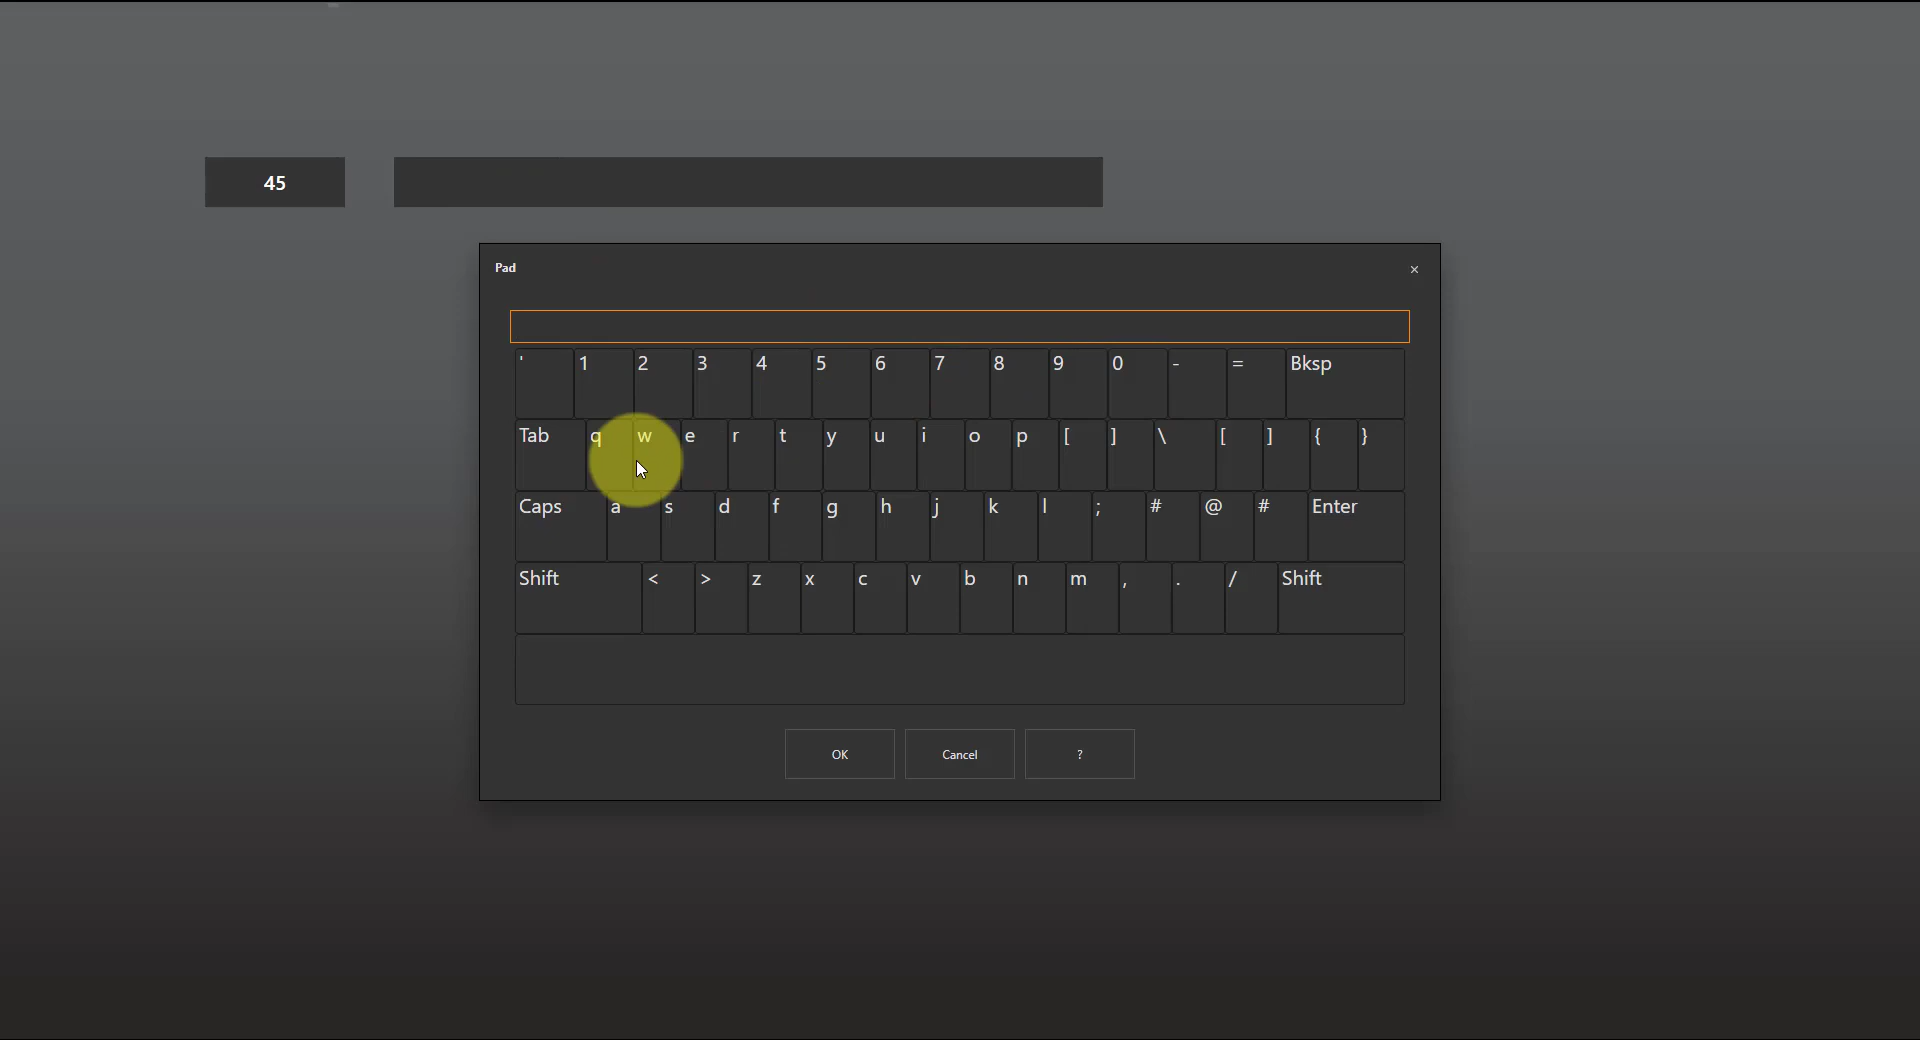 45
Pad ×
' 1 2 3 4 5 6 7 8 9 0 - = Bksp
Tab q w e r t y u i o p [ ] \ [ ] { }
Caps a s d f g h j k l ; # @ # Enter
Shift < > z x c v b n m , . / Shift
OK Cancel ?